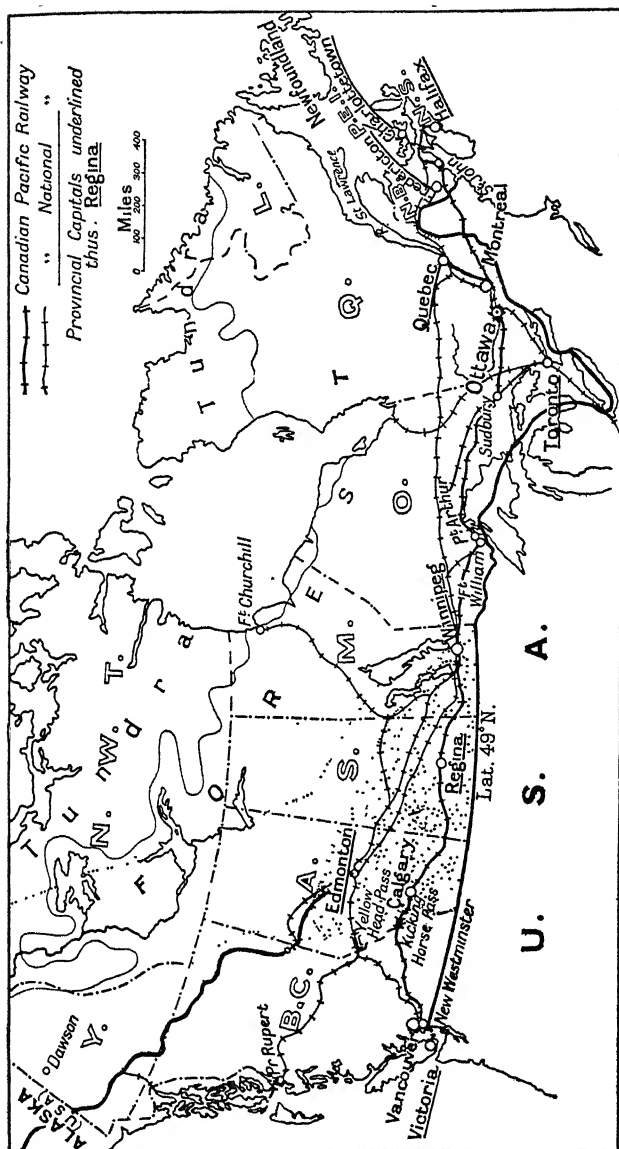 Canadian Pacific Railway
" National "
Provincial Capitals underlined
thus. Regina
Miles
0 100 200 300 400
ALASKA
(U.S.A.)
Dawson
Y.
N. W. T.
Tundra
Tundra
L.
Newfoundland
FOREST
Pr Rupert
B.C.
A.
S.
M.
O.
Q.
Ft Churchill
Edmonton
Yellow
Head Pass
Calgary
Kicking
Horse Pass
Vancouver
Victoria
New Westminster
Regina
Winnipeg
Lat. 49° N.
Ft
William
Pt Arthur
Sudbury
Ottawa
Toronto
Montreal
Quebec
R. St Lawrence
N.B.
Fredericton
P.E.I.
Charlottetown
N.S.
Halifax
St John
U. S. A.